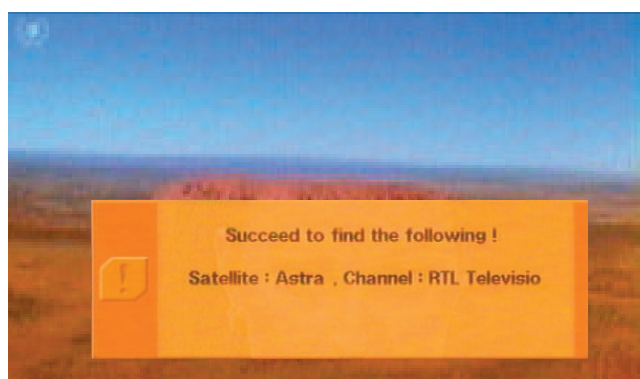 Succeed to find the following !
Satellite : Astra , Channel : RTL Televisio